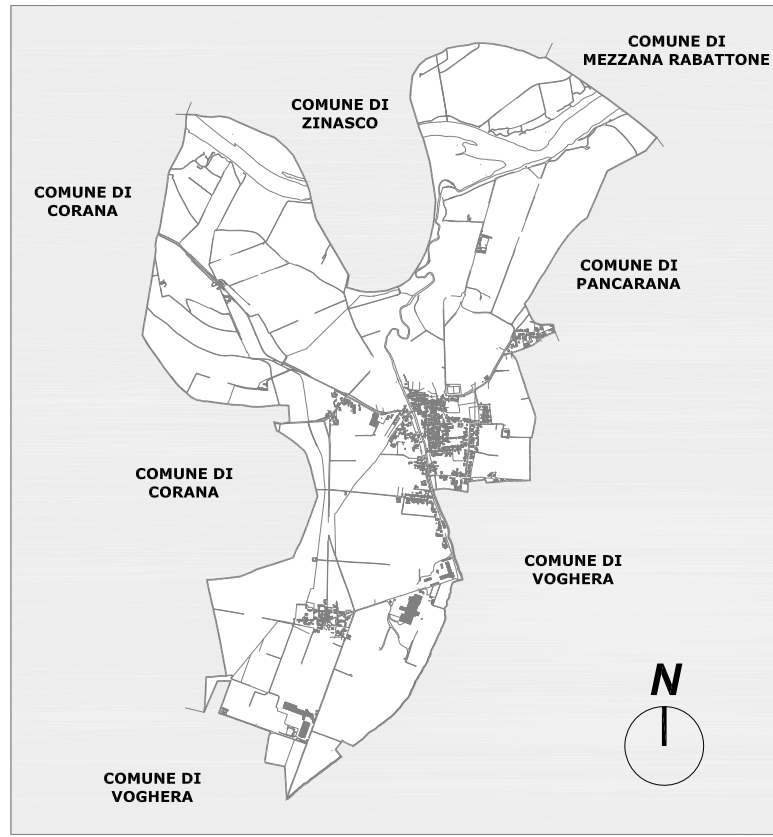 COMUNE DI
MEZZANA RABATTONE
COMUNE DI
ZINASCO
COMUNE DI
CORANA
COMUNE DI
PANCARANA
COMUNE DI
CORANA
COMUNE DI
VOGHERA
N
COMUNE DI
VOGHERA